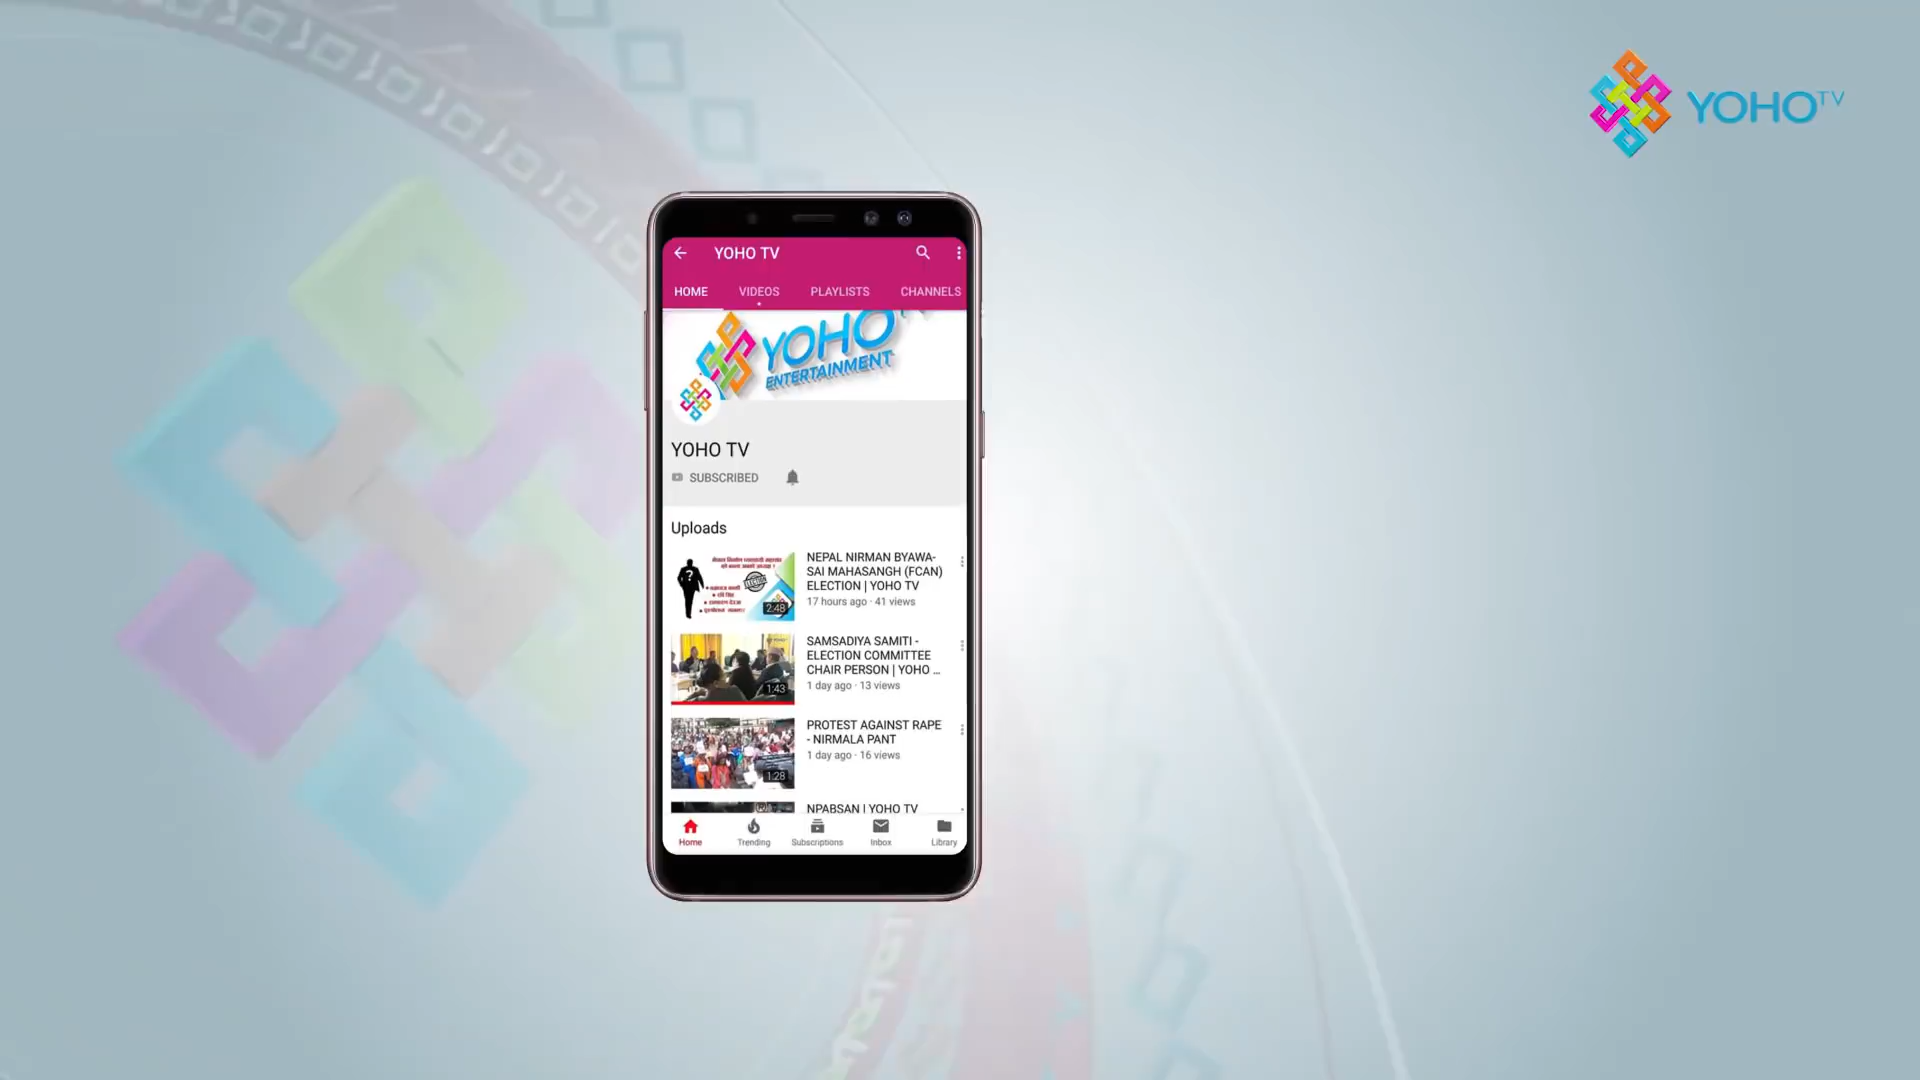 YOHO TV
YOHO TV
HOME VIDEOS PLAYLISTS CHANNELS
YOHO
ENTERTAINMENT
YOHO TV
SUBSCRIBED
Uploads
NEPAL NIRMAN BYAWA-
SAI MAHASANGH (FCAN)
ELECTION | YOHO TV
17 hours ago · 41 views
2:48
SAMSADIYA SAMITI -
ELECTION COMMITTEE
CHAIR PERSON | YOHO ...
1 day ago · 13 views
1:43
PROTEST AGAINST RAPE
- NIRMALA PANT
1 day ago · 16 views
1:28
NPABSAN | YOHO TV
Home Trending Subscriptions Inbox Library